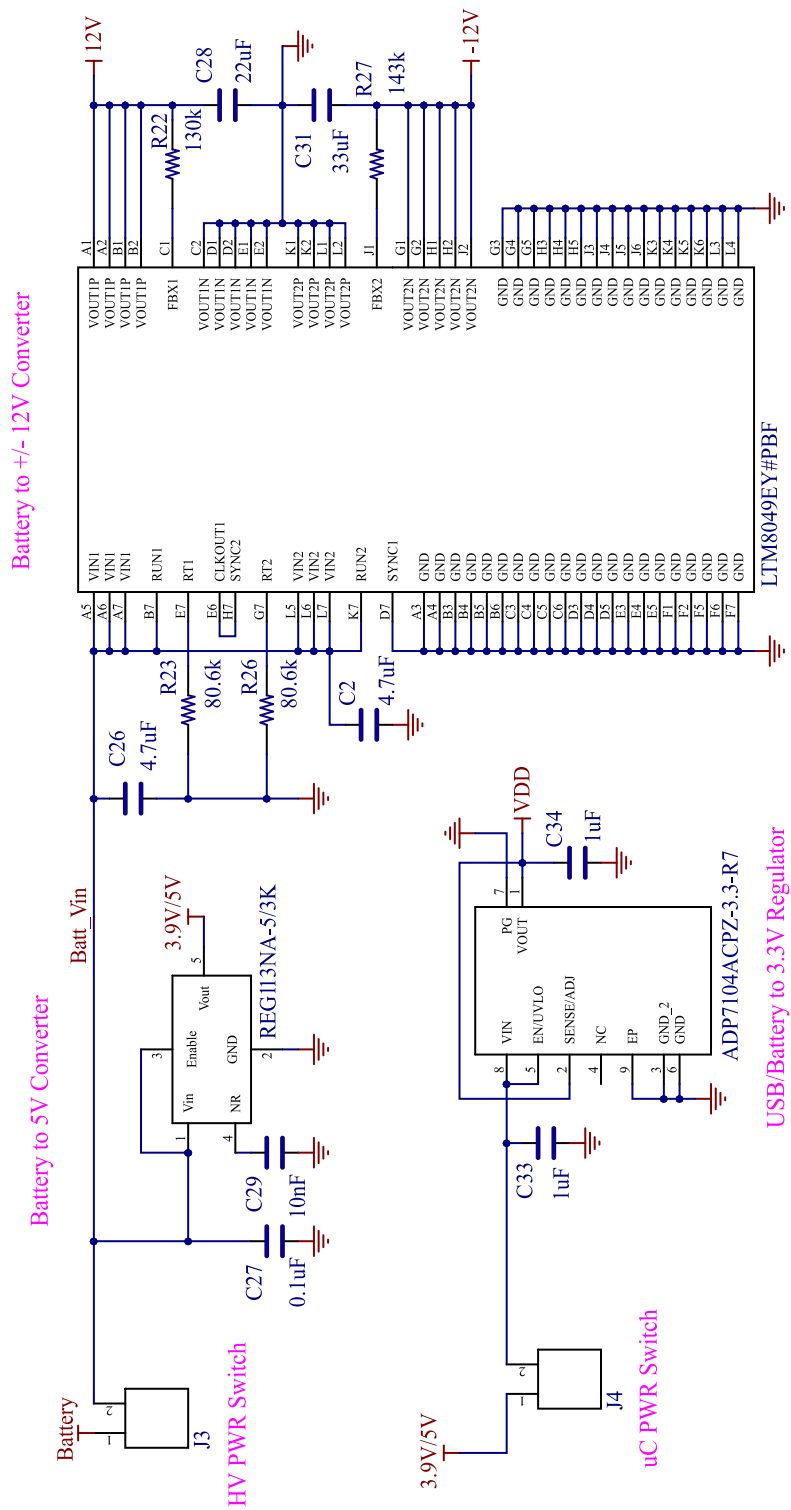 Battery to 5V Converter
Battery to +/- 12V Converter
Battery
1
2
J3
HV PWR Switch
Batt_Vin
C27
0.1uF
C29
10nF
1
Vin
3
Enable
4
NR
GND
2
Vout
5
REG113NA-5/3K
3.9V/5V
C26
4.7uF
R23
80.6k
R26
80.6k
C2
4.7uF
A5 VIN1
A6 VIN1
A7 VIN1
B7 RUN1
E7 RT1
E6 CLKOUT1
H7 SYNC2
G7 RT2
L5 VIN2
L6 VIN2
L7 VIN2
K7 RUN2
D7 SYNC1
A3 GND
A4 GND
B3 GND
B4 GND
B5 GND
B6 GND
C3 GND
C4 GND
C5 GND
C6 GND
D3 GND
D4 GND
D5 GND
E3 GND
E4 GND
E5 GND
F1 GND
F2 GND
F5 GND
F6 GND
F7 GND
VOUT1P A1
VOUT1P A2
VOUT1P B1
VOUT1P B2
FBX1 C1
VOUT1N C2
VOUT1N D1
VOUT1N D2
VOUT1N E1
VOUT1N E2
VOUT2P K1
VOUT2P K2
VOUT2P L1
VOUT2P L2
FBX2 J1
VOUT2N G1
VOUT2N G2
VOUT2N H1
VOUT2N H2
VOUT2N J2
GND G3
GND G4
GND G5
GND H3
GND H4
GND H5
GND J3
GND J4
GND J5
GND J6
GND K3
GND K4
GND K5
GND K6
GND L3
GND L4
LTM8049EY#PBF
12V
R22
130k
C28
22uF
C31
33uF
R27
143k
-12V
3.9V/5V
1
2
J4
uC PWR Switch
C33
1uF
8 VIN
5 EN/UVLO
2 SENSE/ADJ
4 NC
9 EP
3 GND_2
6 GND
PG 7
VOUT 1
ADP7104ACPZ-3.3-R7
VDD
C34
1uF
USB/Battery to 3.3V Regulator